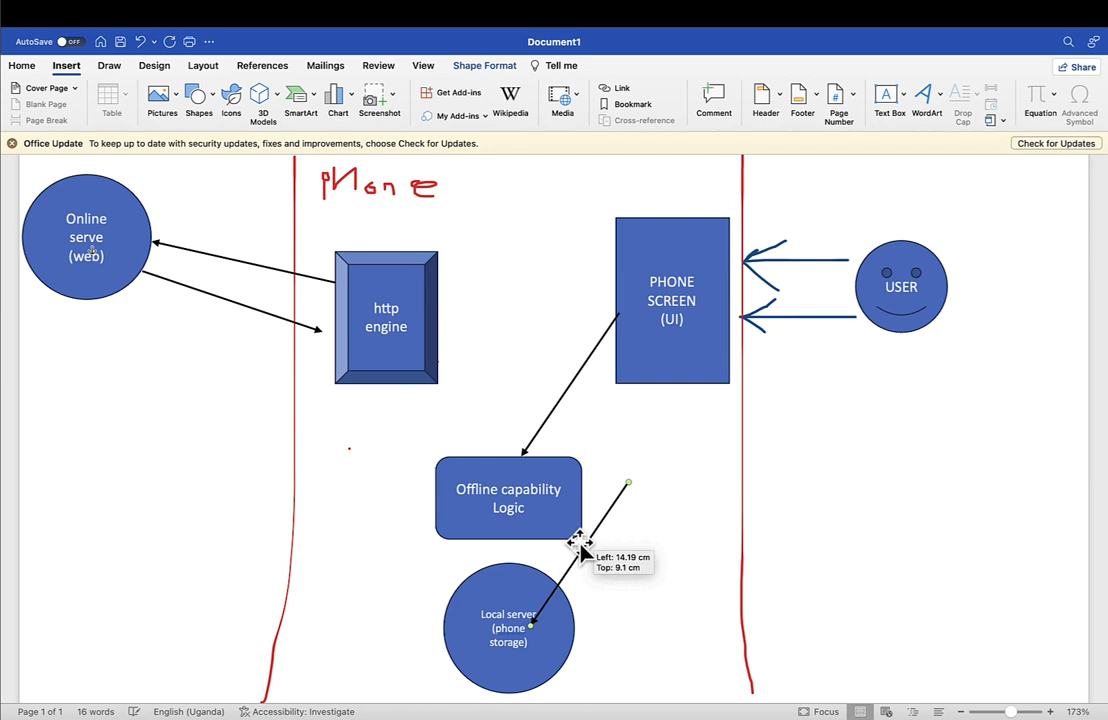 AutoSave OFF
Document1
Home Insert Draw Design Layout References Mailings Review View Shape Format Tell me
Share
Cover Page
Blank Page
Page Break
Table
Pictures
Shapes
Icons
3D
Models
SmartArt
Chart
Screenshot
Get Add-ins
My Add-ins
W
Wikipedia
Media
Link
Bookmark
Cross-reference
Comment
Header
Footer
Page
Number
Text Box
WordArt
Drop
Cap
Equation
Advanced
Symbol
Office Update To keep up to date with security updates, fixes and improvements, choose Check for Updates.
Check for Updates
PHone
Online
serve
(web)
http
engine
PHONE
SCREEN
(UI)
USER
Offline capability
Logic
Left: 14.19 cm
Top: 9.1 cm
Local server
(phone
storage)
Page 1 of 1 16 words English (Uganda) Accessibility: Investigate Focus 173%